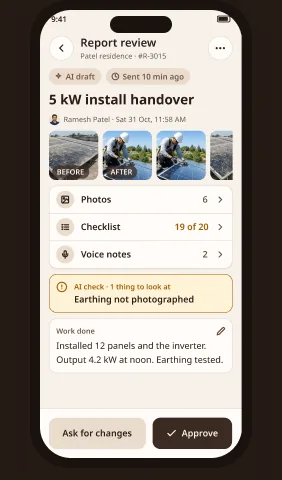 9:41
Report review
Patel residence · #R-3015
AI draft
Sent 10 min ago
5 kW install handover
Ramesh Patel · Sat 31 Oct, 11:58 AM
BEFORE
AFTER
Photos 6
Checklist 19 of 20
Voice notes 2
AI check · 1 thing to look at
Earthing not photographed
Work done
Installed 12 panels and the inverter.
Output 4.2 kW at noon. Earthing tested.
Ask for changes
Approve